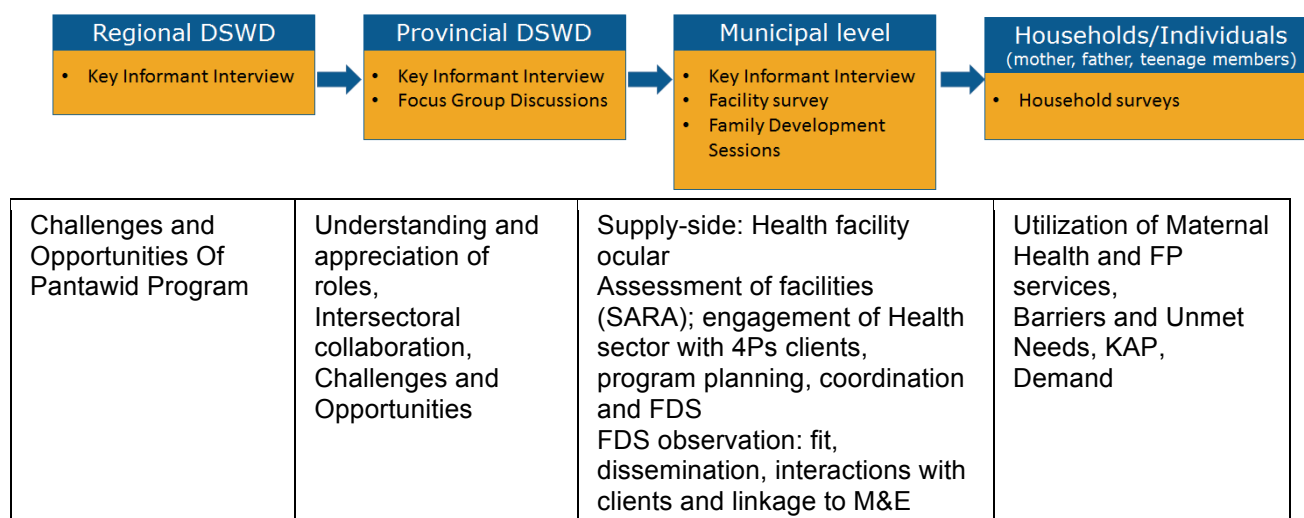 Regional DSWD
• Key Informant Interview
Provincial DSWD
• Key Informant Interview
• Focus Group Discussions
Municipal level
• Key Informant Interview
• Facility survey
• Family Development
Sessions
Households/Individuals
(mother, father, teenage members)
• Household surveys
Challenges and
Opportunities Of
Pantawid Program
Understanding and
appreciation of
roles,
Intersectoral
collaboration,
Challenges and
Opportunities
Supply-side: Health facility
ocular
Assessment of facilities
(SARA); engagement of Health
sector with 4Ps clients,
program planning, coordination
and FDS
FDS observation: fit,
dissemination, interactions with
clients and linkage to M&E
Utilization of Maternal
Health and FP
services,
Barriers and Unmet
Needs, KAP,
Demand